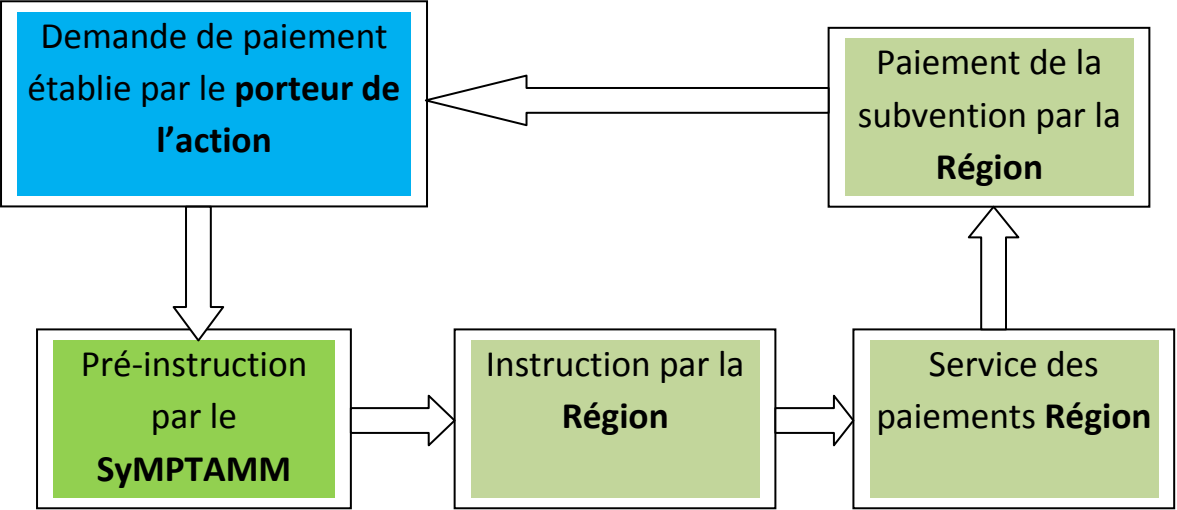 Demande de paiement
établie par le porteur de
l’action
Paiement de la
subvention par la
Région
Pré-instruction
par le
SyMPTAMM
Instruction par la
Région
Service des
paiements Région